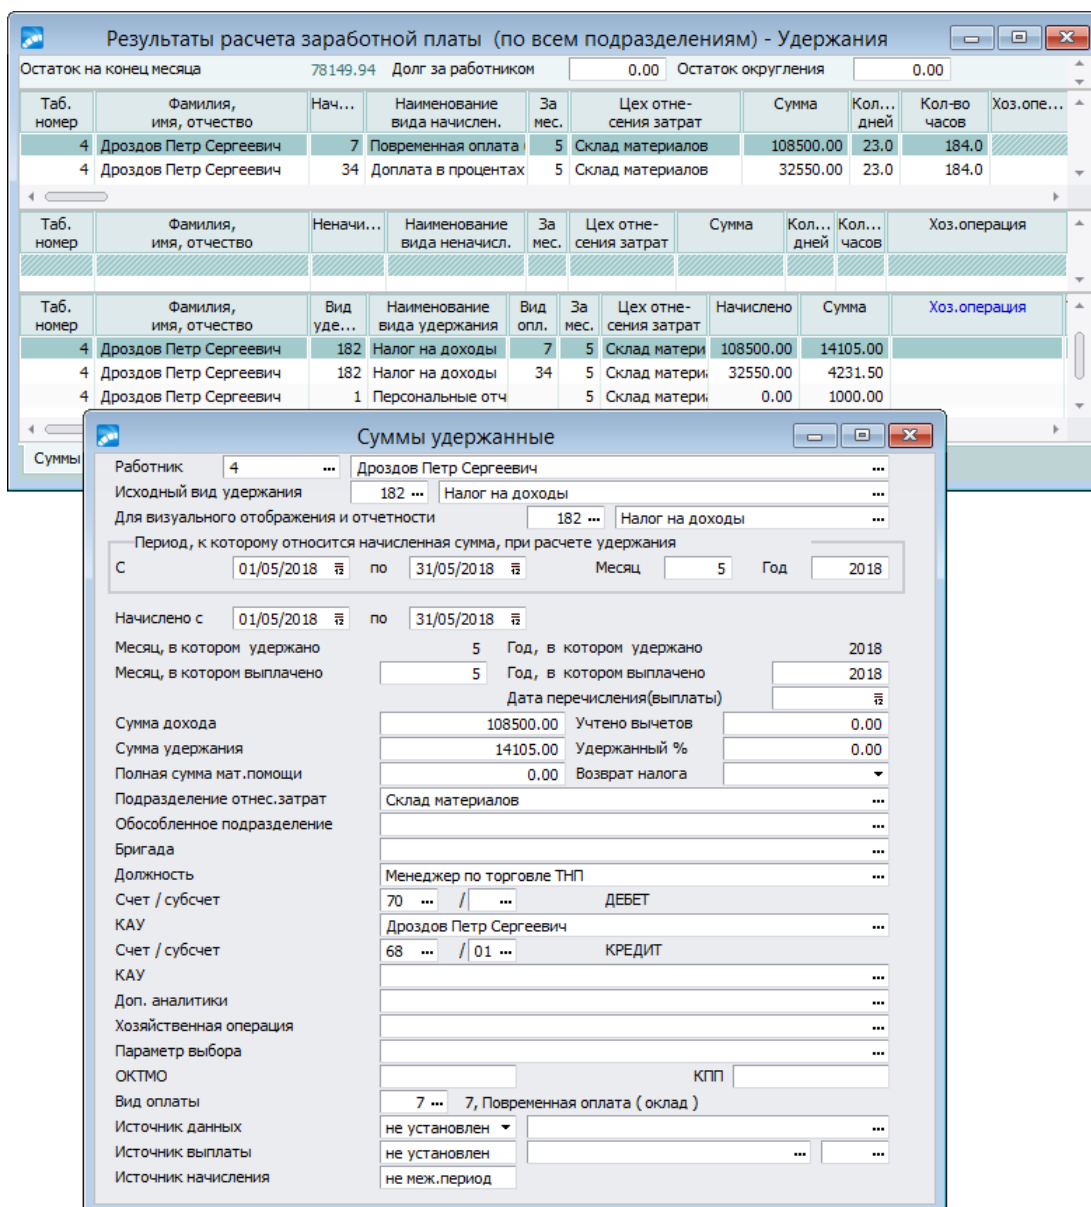 Результаты расчета заработной платы (по всем подразделениям) - Удержания
Остаток на конец месяца 78149.94 Долг за работником 0.00 Остаток округления 0.00
Таб. номер Фамилия, имя, отчество Нач... Наименование вида начислен. За мес. Цех отне- сения затрат Сумма Кол... дней Кол-во часов Хоз.опе...
4 Дроздов Петр Сергеевич 7 Повременная оплата 5 Склад материалов 108500.00 23.0 184.0
4 Дроздов Петр Сергеевич 34 Доплата в процентах 5 Склад материалов 32550.00 23.0 184.0
Таб. номер Фамилия, имя, отчество Неначи... Наименование вида неначисл. За мес. Цех отне- сения затрат Сумма Кол... дней Кол... часов Хоз.операция
Таб. номер Фамилия, имя, отчество Вид уде... Наименование вида удержания Вид опл. За мес. Цех отне- сения затрат Начислено Сумма Хоз.операция
4 Дроздов Петр Сергеевич 182 Налог на доходы 7 5 Склад матери 108500.00 14105.00
4 Дроздов Петр Сергеевич 182 Налог на доходы 34 5 Склад матери 32550.00 4231.50
4 Дроздов Петр Сергеевич 1 Персональные отч 5 Склад матери 0.00 1000.00
Суммы
Суммы удержанные
Работник 4 ... Дроздов Петр Сергеевич ...
Исходный вид удержания 182 ... Налог на доходы ...
Для визуального отображения и отчетности 182 ... Налог на доходы ...
Период, к которому относится начисленная сумма, при расчете удержания
С 01/05/2018 по 31/05/2018 Месяц 5 Год 2018
Начислено с 01/05/2018 по 31/05/2018
Месяц, в котором удержано 5 Год, в котором удержано 2018
Месяц, в котором выплачено 5 Год, в котором выплачено 2018
Дата перечисления(выплаты)
Сумма дохода 108500.00 Учтено вычетов 0.00
Сумма удержания 14105.00 Удержанный % 0.00
Полная сумма мат.помощи 0.00 Возврат налога
Подразделение отнес.затрат Склад материалов ...
Обособленное подразделение ...
Бригада ...
Должность Менеджер по торговле ТНП ...
Счет / субсчет 70 ... / ... ДЕБЕТ
КАУ Дроздов Петр Сергеевич ...
Счет / субсчет 68 ... / 01 ... КРЕДИТ
КАУ ...
Доп. аналитики ...
Хозяйственная операция ...
Параметр выбора ...
ОКТМО КПП
Вид оплаты 7 ... 7, Повременная оплата ( оклад )
Источник данных не установлен ...
Источник выплаты не установлен ... ...
Источник начисления не меж.период